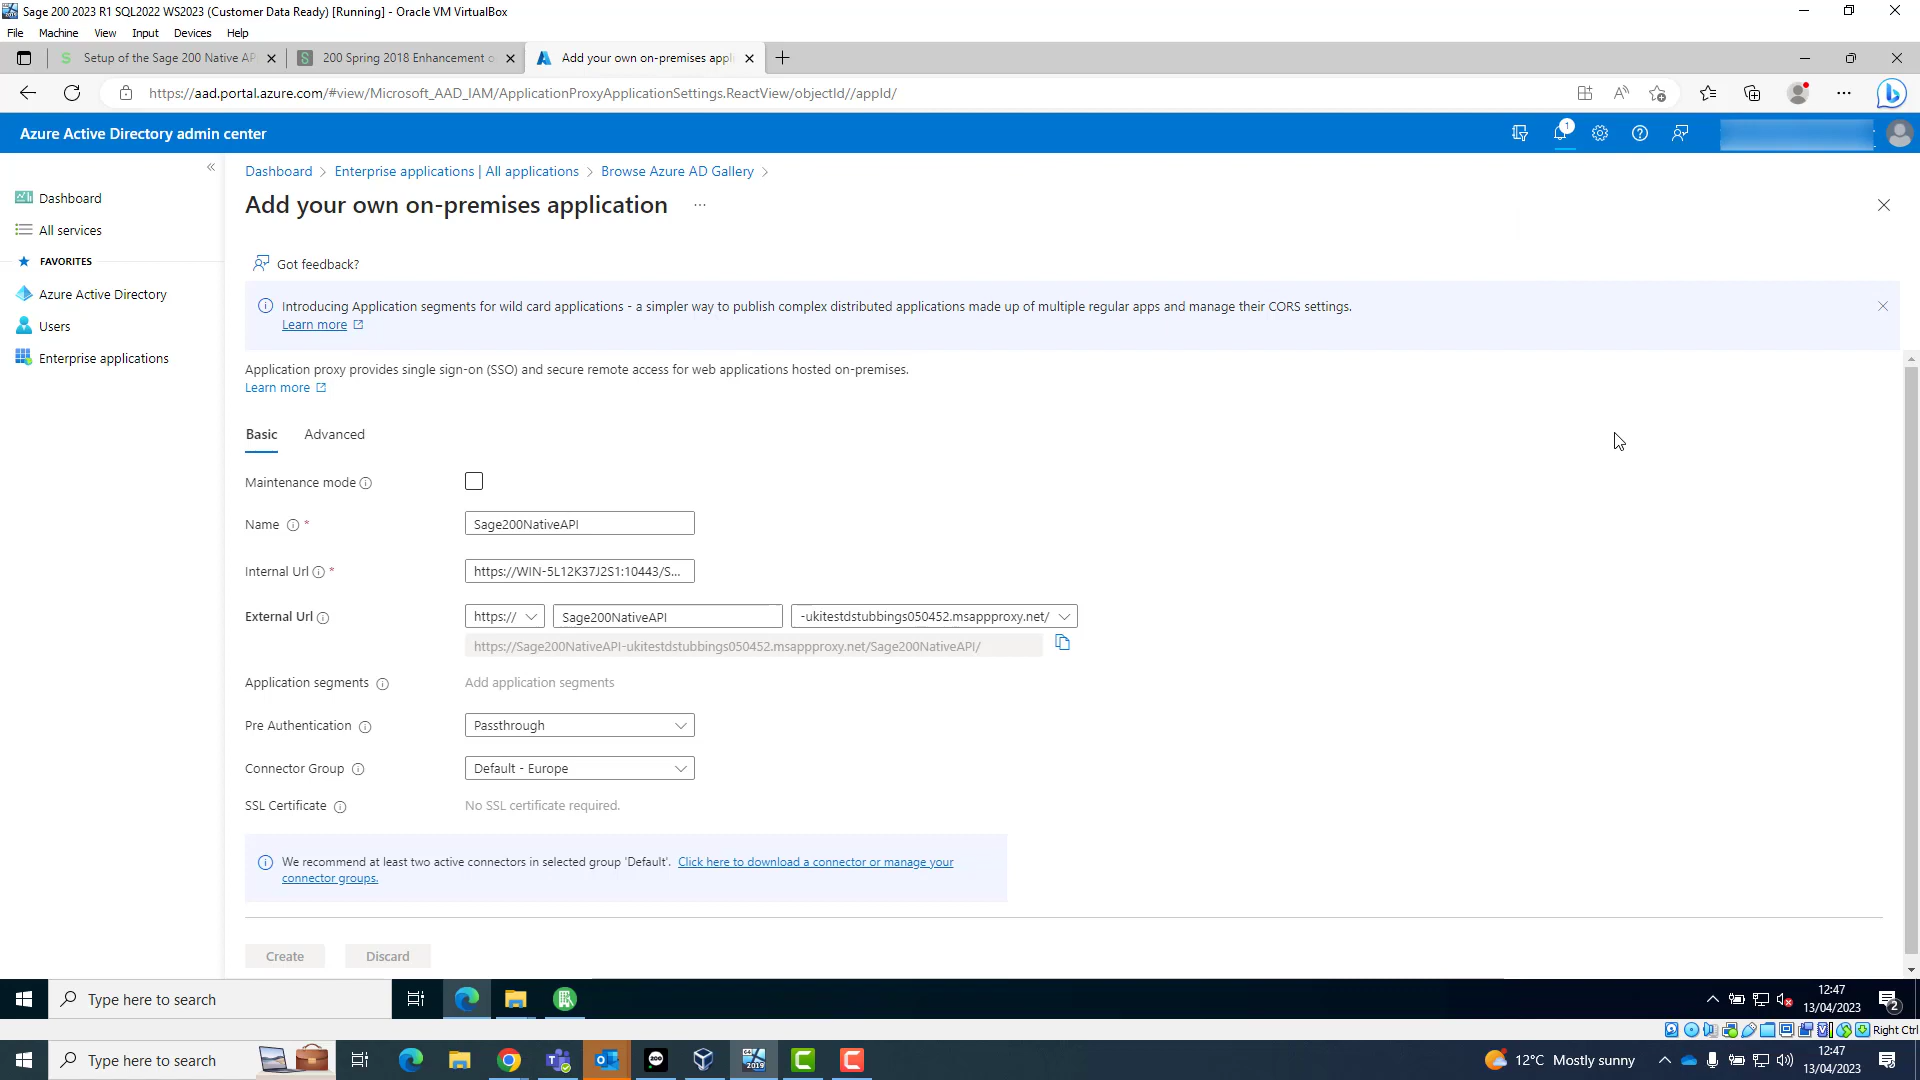 Sage 200 2023 R1 SQL2022 WS2023 (Customer Data Ready) [Running] - Oracle VM VirtualBox
File Machine View Input Devices Help
Setup of the Sage 200 Native AP
200 Spring 2018 Enhancement o
Add your own on-premises appl
https://aad.portal.azure.com/#view/Microsoft_AAD_IAM/ApplicationProxyApplicationSettings.ReactView/objectId//appId/
Azure Active Directory admin center
1
Dashboard > Enterprise applications | All applications > Browse Azure AD Gallery >
Add your own on-premises application ...
Dashboard
All services
FAVORITES
Azure Active Directory
Users
Enterprise applications
Got feedback?
Introducing Application segments for wild card applications - a simpler way to publish complex distributed applications made up of multiple regular apps and manage their CORS settings.
Learn more
Application proxy provides single sign-on (SSO) and secure remote access for web applications hosted on-premises.
Learn more
Basic Advanced
Maintenance mode
Name * Sage200NativeAPI
Internal Url * https://WIN-5L12K37J2S1:10443/S...
External Url https:// Sage200NativeAPI -ukitestdstubbings050452.msappproxy.net/
https://Sage200NativeAPI-ukitestdstubbings050452.msappproxy.net/Sage200NativeAPI/
Application segments Add application segments
Pre Authentication Passthrough
Connector Group Default - Europe
SSL Certificate No SSL certificate required.
We recommend at least two active connectors in selected group 'Default'. Click here to download a connector or manage your
connector groups.
Create Discard
Type here to search
12:47
13/04/2023
2
Right Ctrl
Type here to search
200
64
2019
12°C Mostly sunny
12:47
13/04/2023